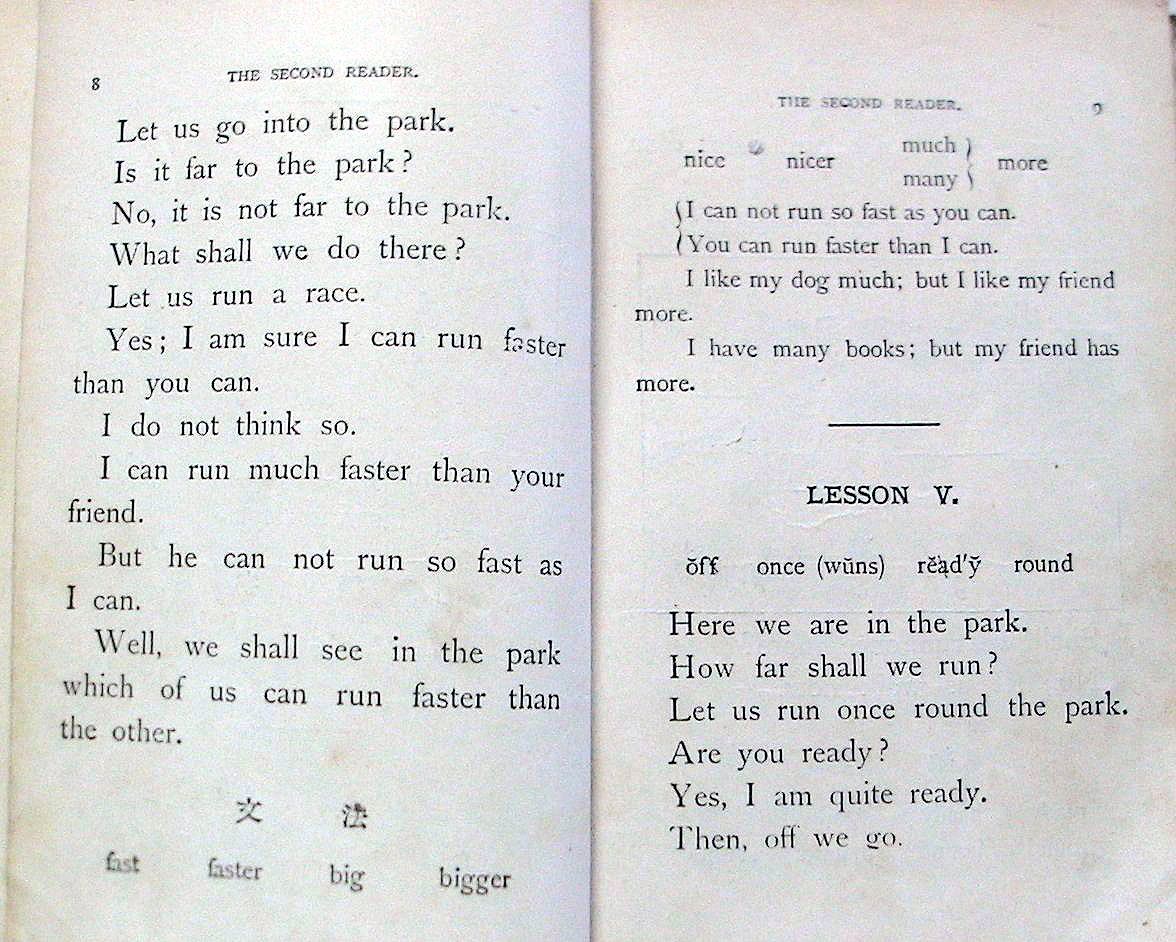 8
THE SECOND READER.
Let us go into the park.
Is it far to the park?
No, it is not far to the park.
What shall we do there?
Let us run a race.
Yes; I am sure I can run faster
than you can.
I do not think so.
I can run much faster than your
friend.
But he can not run so fast as
I can.
Well, we shall see in the park
which of us can run faster than
the other.
文 法
fast faster big bigger
THE SECOND READER.
9
nice nicer much } more
many
{ I can not run so fast as you can.
You can run faster than I can.
I like my dog much; but I like my friend
more.
I have many books; but my friend has
more.
LESSON V.
ŏff once (wŭns) rĕạd'y̆ round
Here we are in the park.
How far shall we run?
Let us run once round the park.
Are you ready?
Yes, I am quite ready.
Then, off we go.